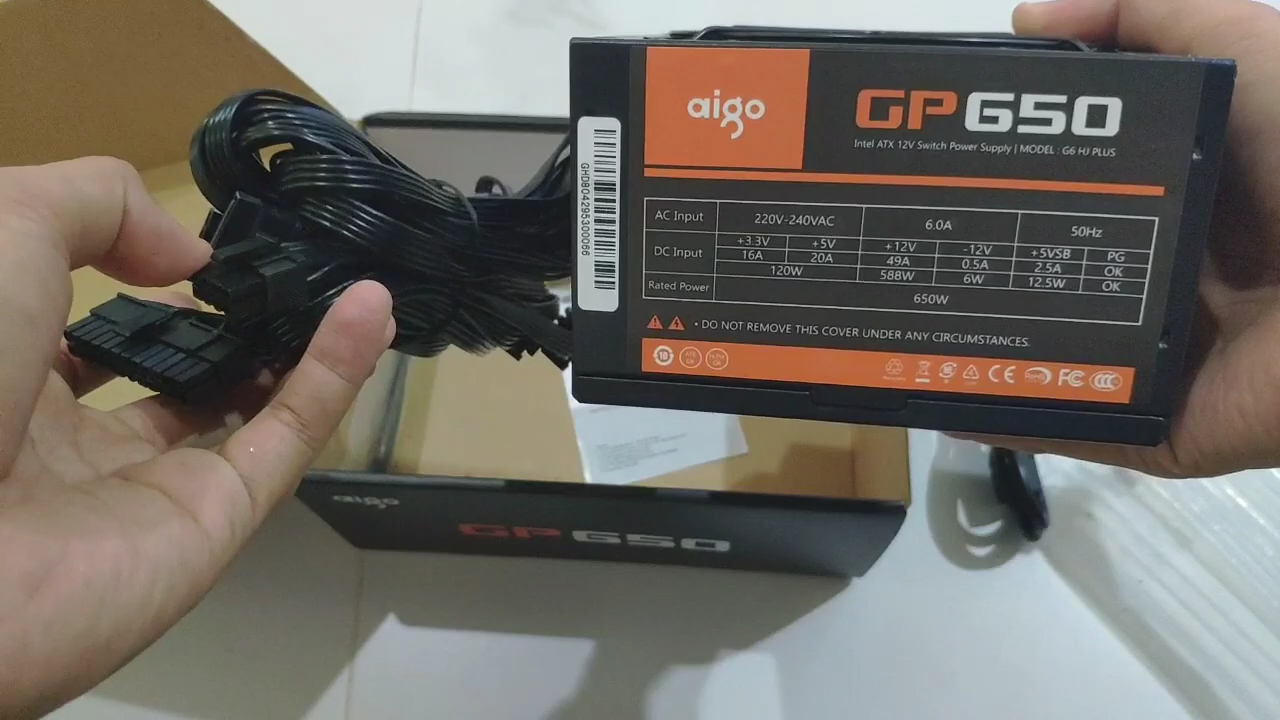 aigo
GP650
Intel ATX 12V Switch Power Supply | MODEL : G6 HJ PLUS
GHD804295300066
AC Input 220V-240VAC 6.0A 50Hz
DC Input +3.3V +5V +12V -12V +5VSB PG
16A 20A 49A 0.5A 2.5A OK
120W 588W 6W 12.5W OK
Rated Power 650W
• DO NOT REMOVE THIS COVER UNDER ANY CIRCUMSTANCES.
10 CE FC CCC
aigo
GP650